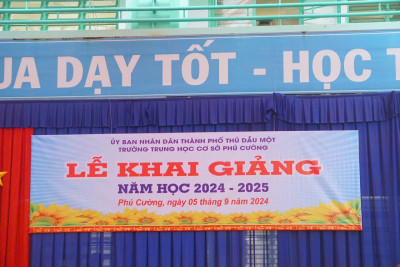 UA DẠY TỐT - HỌC T
ỦY BAN NHÂN DÂN THÀNH PHỐ THỦ DẦU MỘT
TRƯỜNG TRUNG HỌC CƠ SỞ PHÚ CƯỜNG
LỄ KHAI GIẢNG
NĂM HỌC 2024 - 2025
Phú Cường, ngày 05 tháng 9 năm 2024